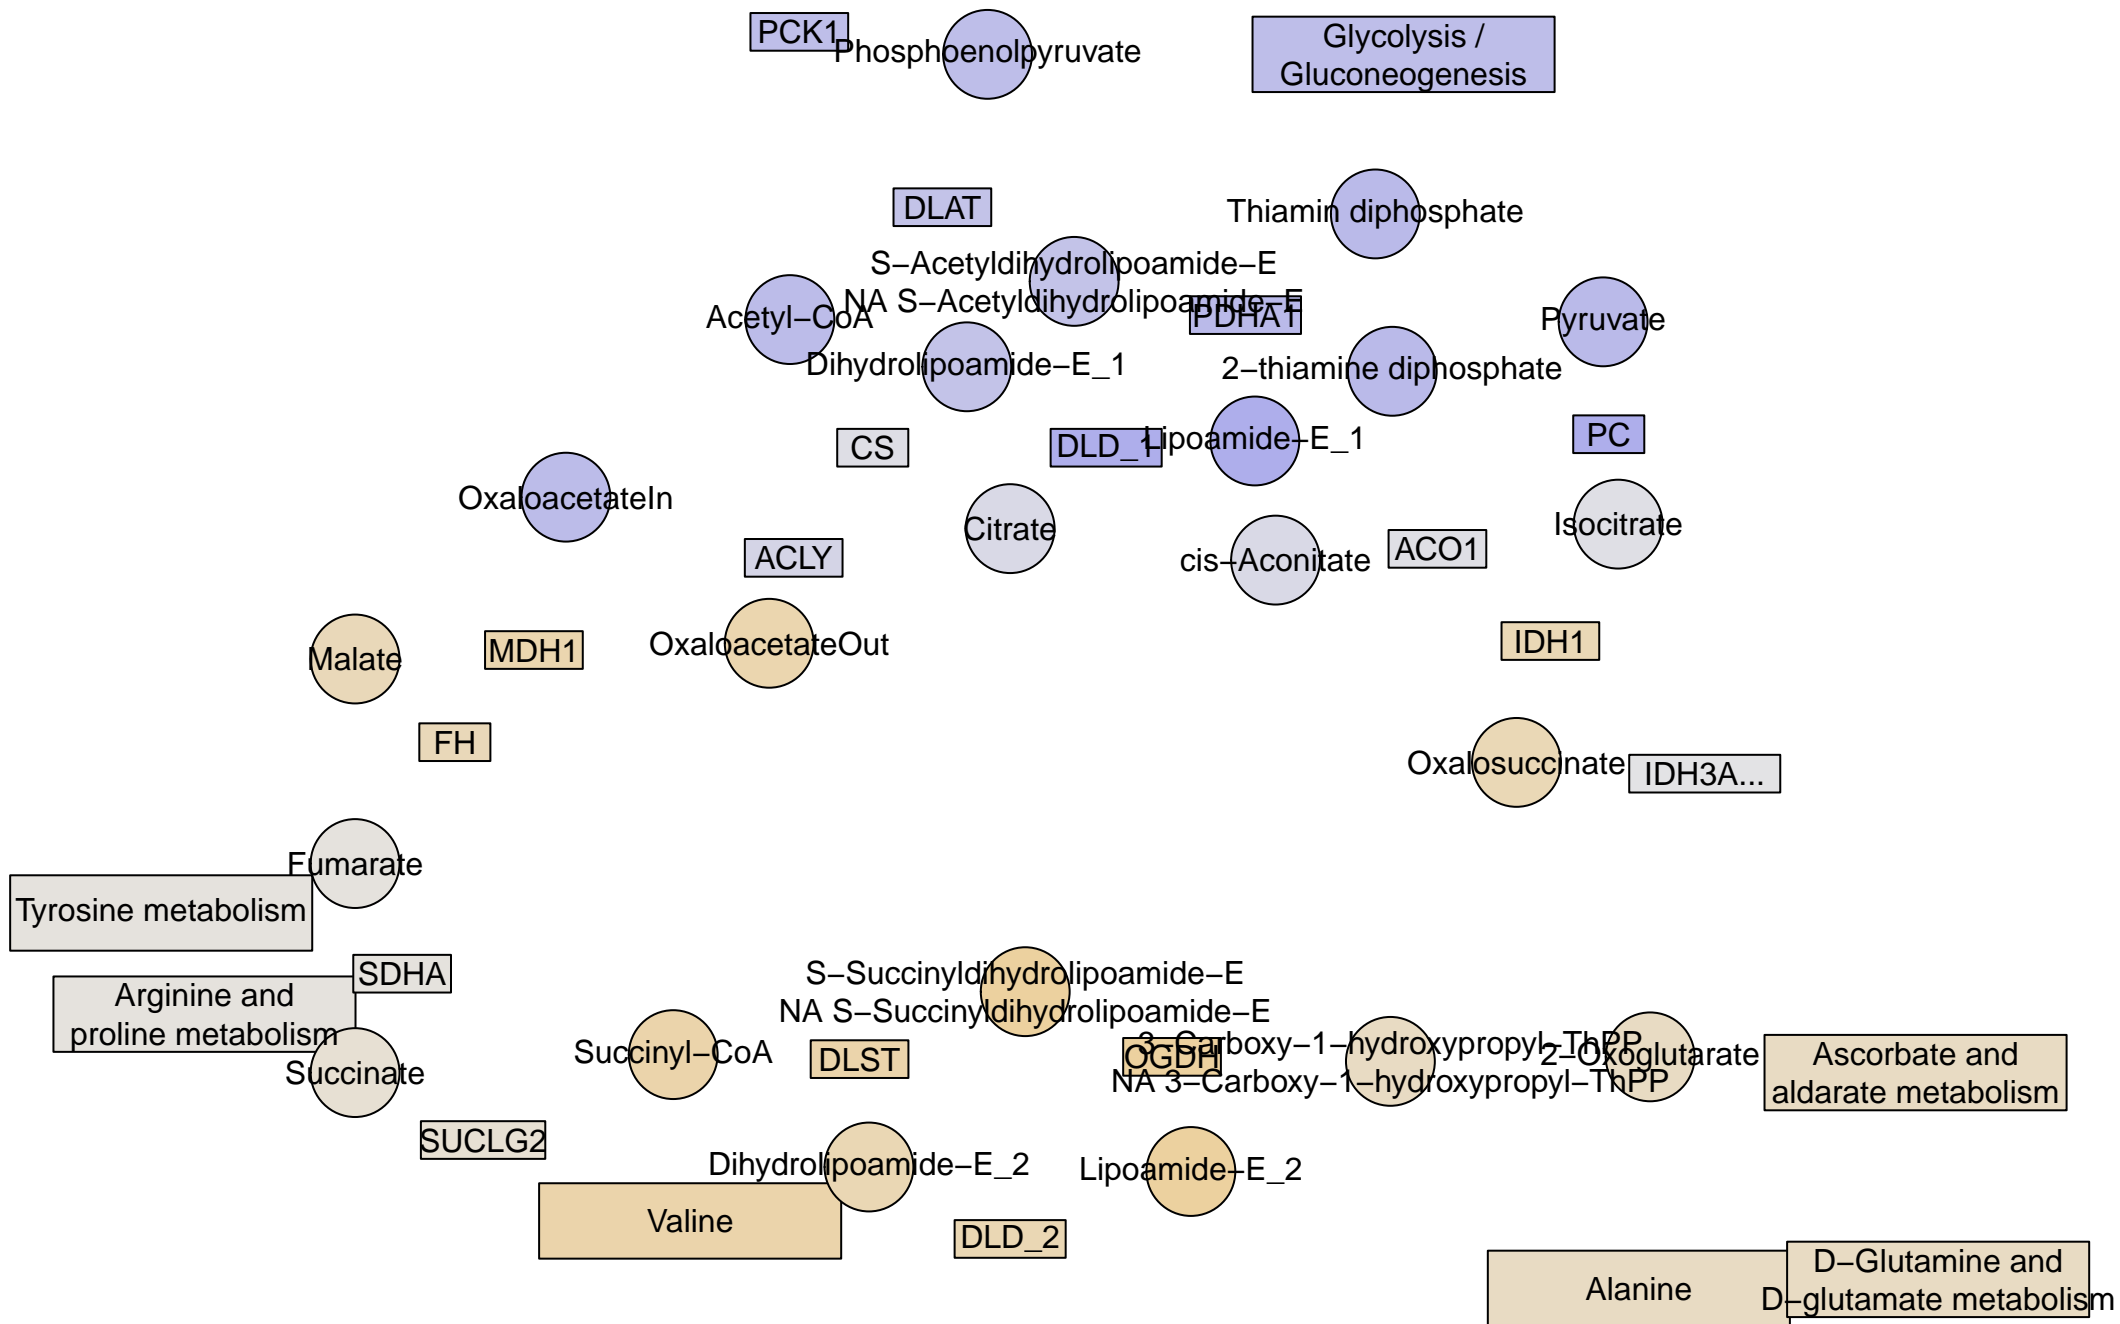 PCK1
Phosphoenolpyruvate
Glycolysis /
Gluconeogenesis
DLAT
Thiamin diphosphate
S−Acetyldihydrolipoamide−E
NA S−Acetyldihydrolipoamide−E
Acetyl−CoA
PDHA1
Pyruvate
Dihydrolipoamide−E_1
2−thiamine diphosphate
CS
DLD_1
Lipoamide−E_1
PC
OxaloacetateIn
Citrate
Isocitrate
ACLY
cis−Aconitate
ACO1
Malate
MDH1
OxaloacetateOut
IDH1
FH
Oxalosuccinate
IDH3A...
Fumarate
Tyrosine metabolism
SDHA
Arginine and
proline metabolism
S−Succinyldihydrolipoamide−E
NA S−Succinyldihydrolipoamide−E
Succinate
Succinyl−CoA
DLST
OGDH
3−Carboxy−1−hydroxypropyl−ThPP
NA 3−Carboxy−1−hydroxypropyl−ThPP
2−Oxoglutarate
Ascorbate and
aldarate metabolism
SUCLG2
Dihydrolipoamide−E_2
Lipoamide−E_2
Valine
DLD_2
Alanine
D−Glutamine and
D−glutamate metabolism